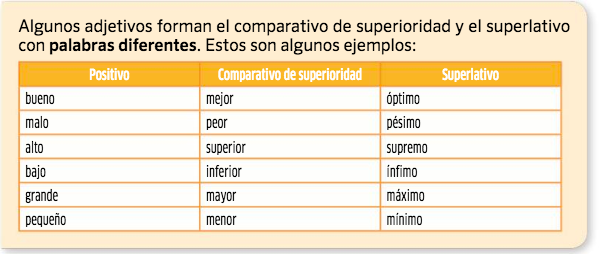 Algunos adjetivos forman el comparativo de superioridad y el superlativo
con palabras diferentes. Estos son algunos ejemplos:
Positivo Comparativo de superioridad Superlativo
bueno mejor óptimo
malo peor pésimo
alto superior supremo
bajo inferior ínfimo
grande mayor máximo
pequeño menor mínimo